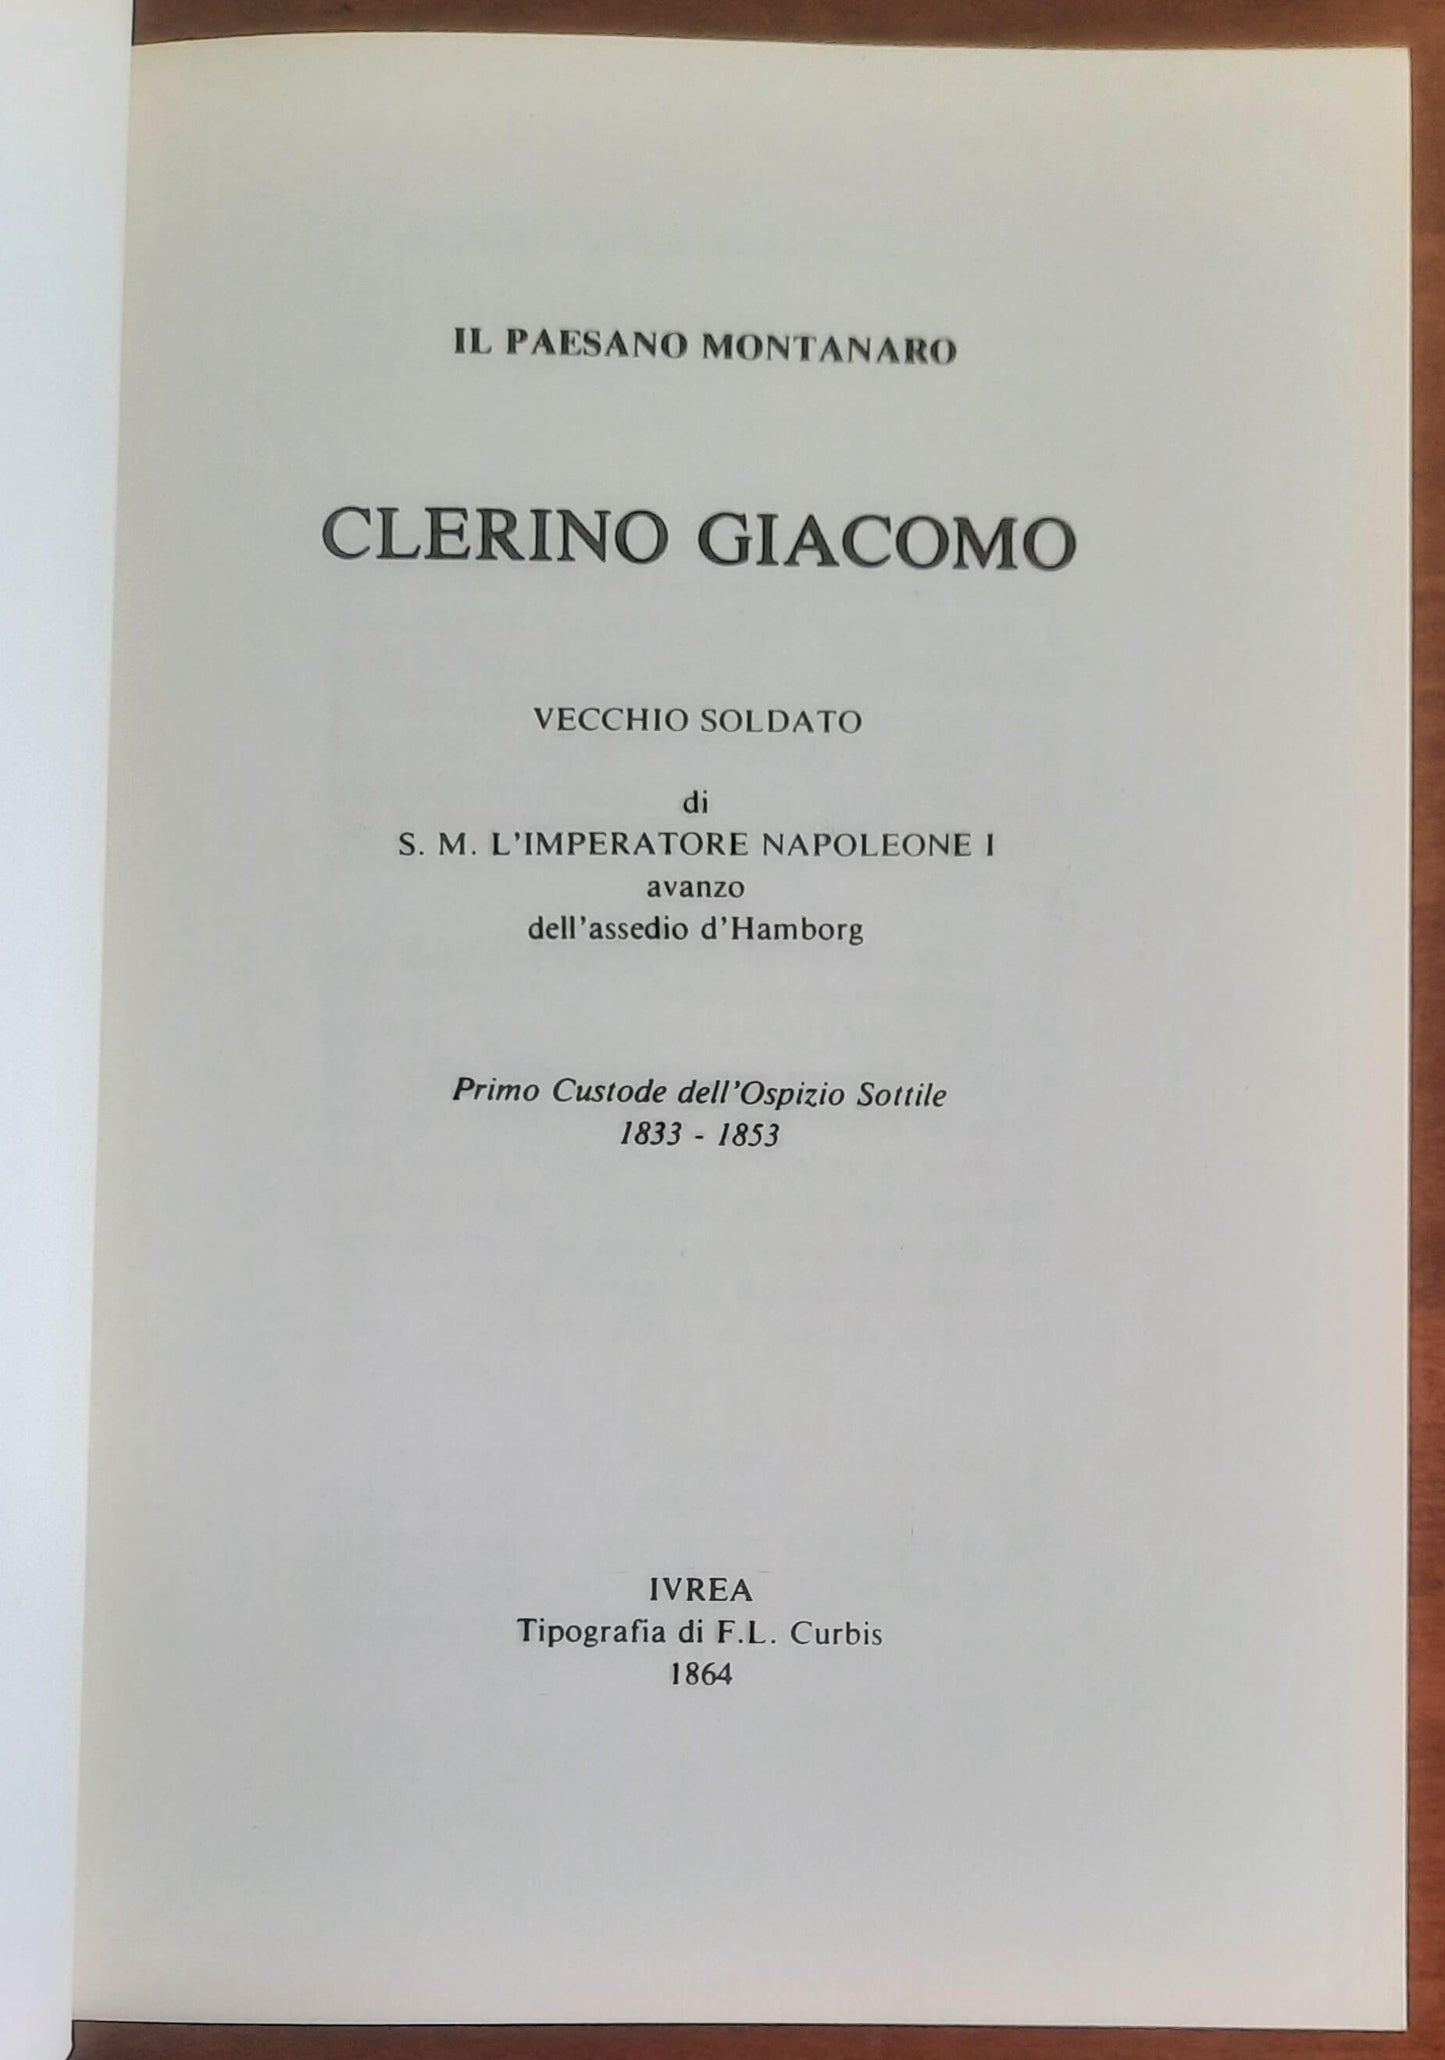 IL PAESANO MONTANARO
CLERINO GIACOMO
VECCHIO SOLDATO
di
S. M. L'IMPERATORE NAPOLEONE I
avanzo
dell'assedio d'Hamborg
Primo Custode dell'Ospizio Sottile
1833 - 1853
IVREA
Tipografia di F.L. Curbis
1864